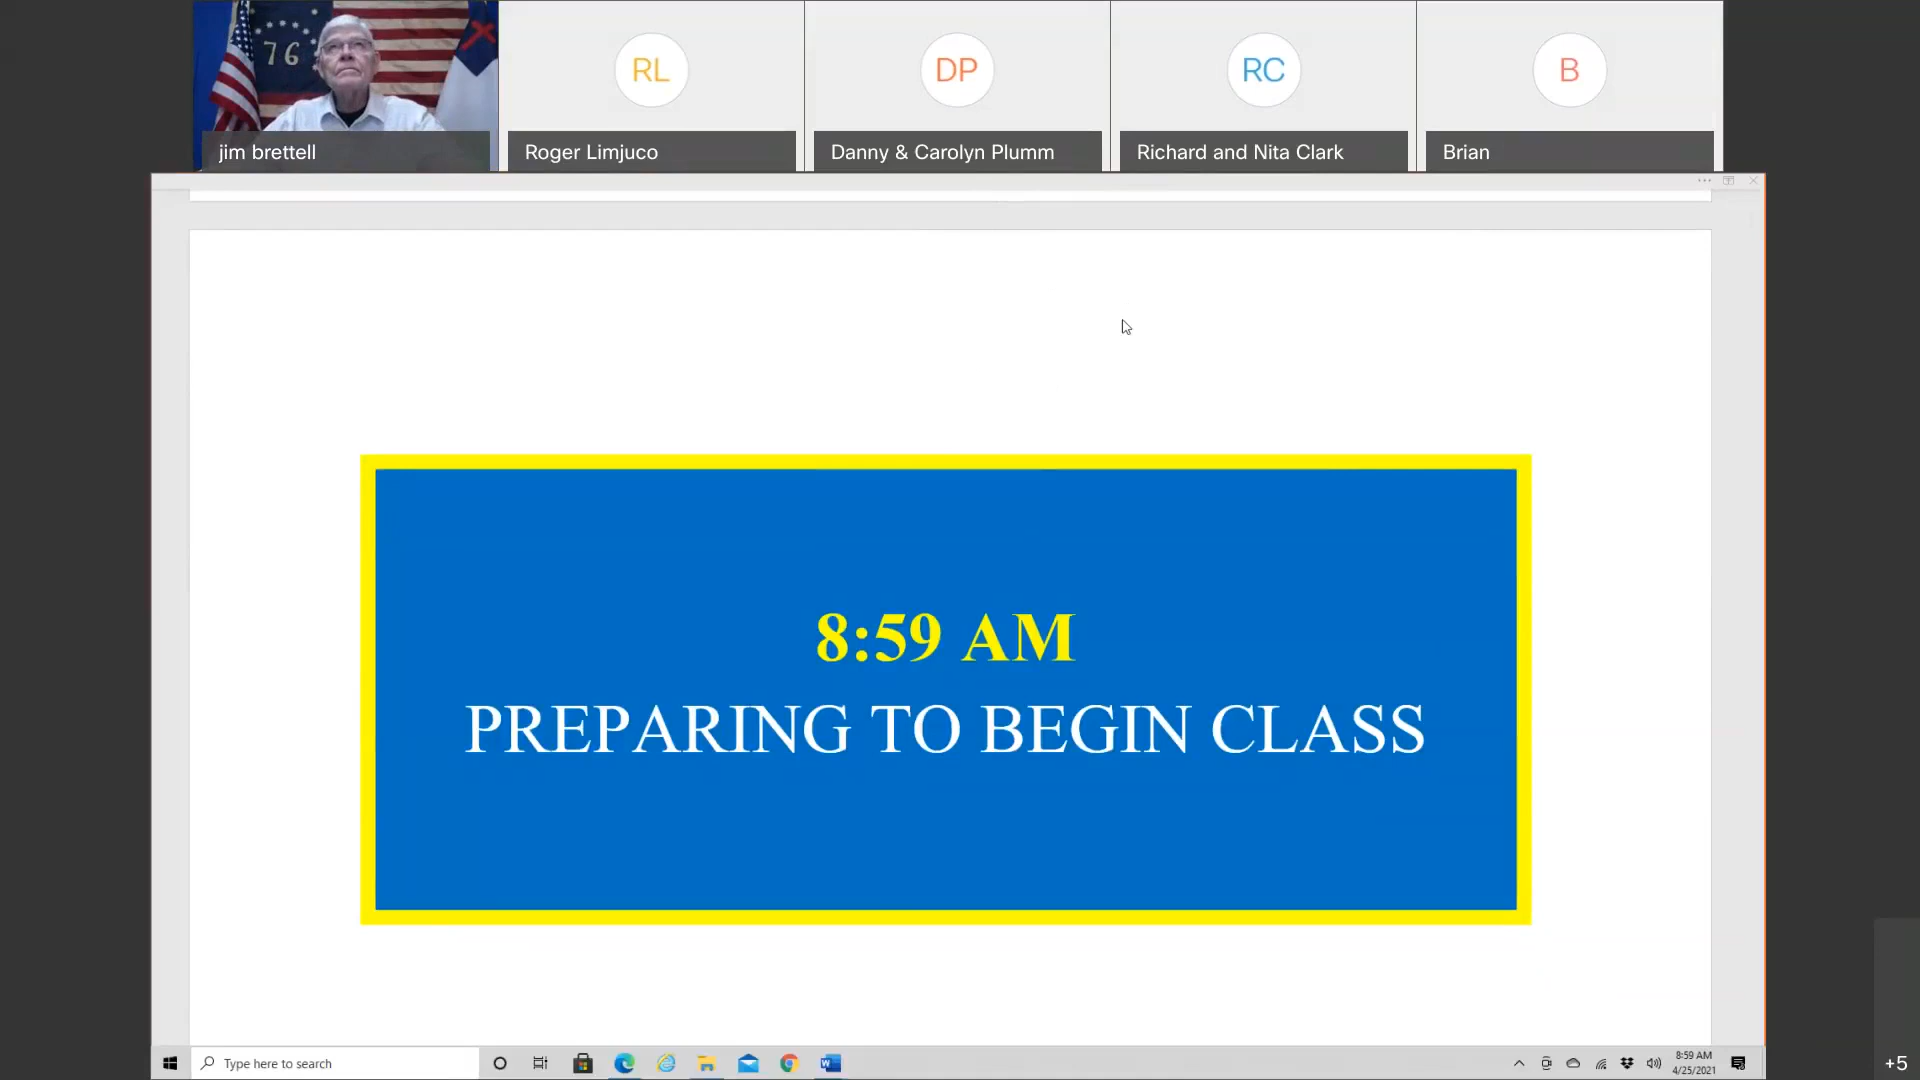 76
jim brettell
RL
Roger Limjuco
DP
Danny & Carolyn Plumm
RC
Richard and Nita Clark
B
Brian
8:59 AM
PREPARING TO BEGIN CLASS
Type here to search
8:59 AM
4/25/2021
+5